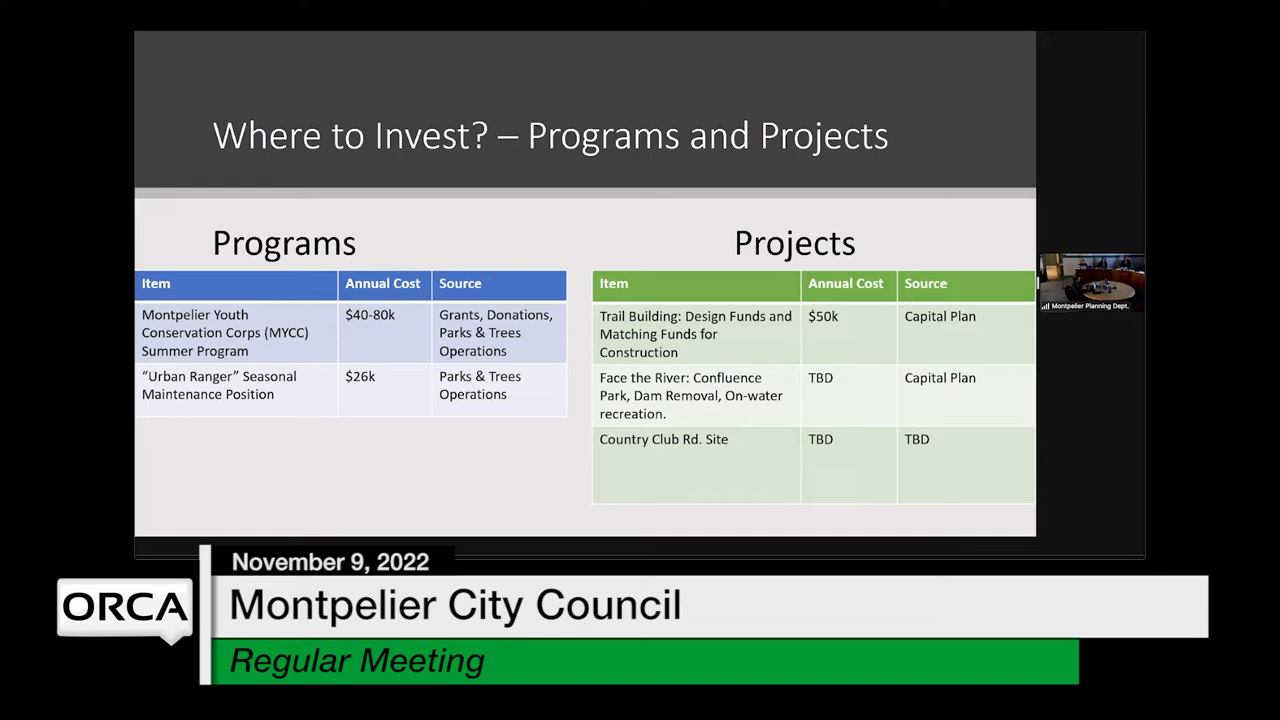 Where to Invest? – Programs and Projects
Programs
Item
Annual Cost
Source
Montpelier Youth
Conservation Corps (MYCC)
Summer Program
$40-80k
Grants, Donations,
Parks & Trees
Operations
“Urban Ranger” Seasonal
Maintenance Position
$26k
Parks & Trees
Operations
Projects
Item
Annual Cost
Source
Trail Building: Design Funds and
Matching Funds for
Construction
$50k
Capital Plan
Face the River: Confluence
Park, Dam Removal, On-water
recreation.
TBD
Capital Plan
Country Club Rd. Site
TBD
TBD
Montpelier Planning Dept.
November 9, 2022
ORCA
Montpelier City Council
Regular Meeting